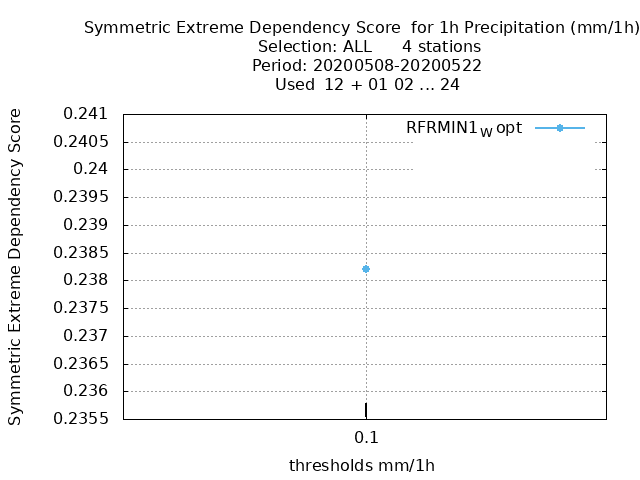 Symmetric Extreme Dependency Score for 1h Precipitation (mm/1h)
Selection: ALL 4 stations
Period: 20200508-20200522
Used 12 + 01 02 ... 24
Symmetric Extreme Dependency Score
0.241
0.2405
0.24
0.2395
0.239
0.2385
0.238
0.2375
0.237
0.2365
0.236
0.2355
RFRMIN1W opt
0.1
thresholds mm/1h